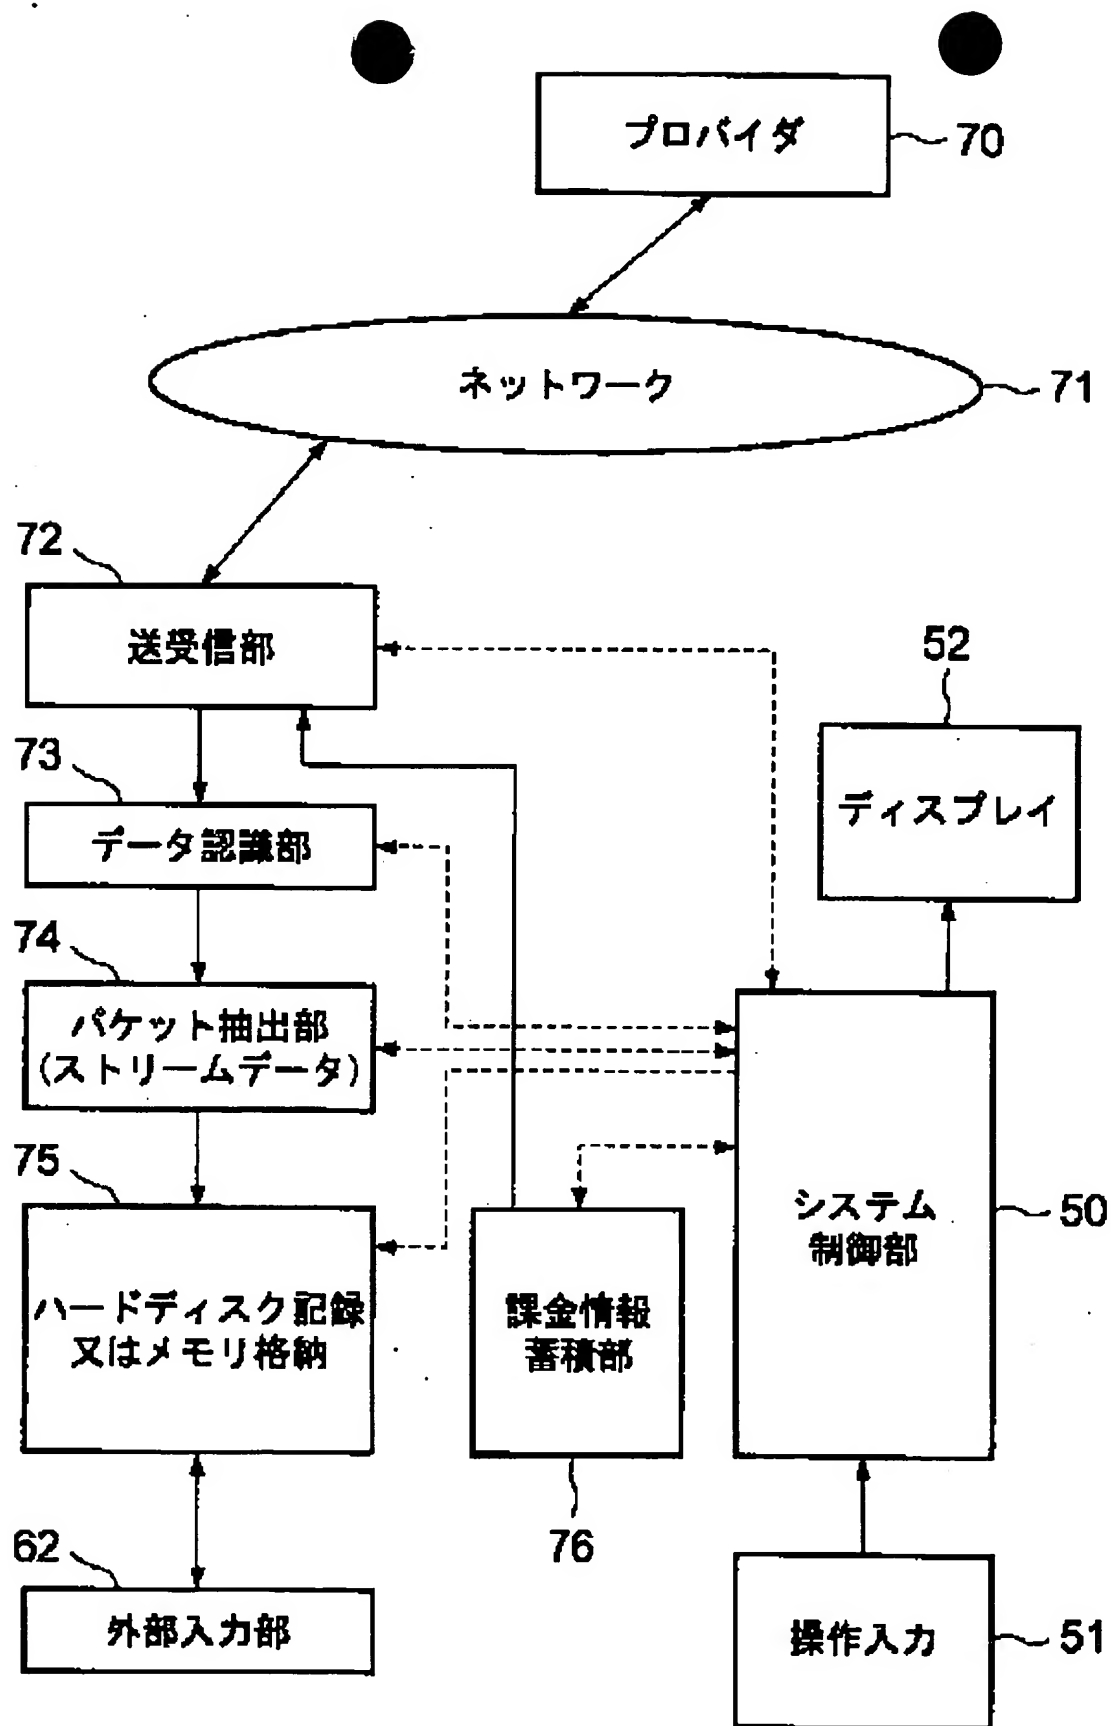 プロバイダ
70
ネットワーク
71
72
送受信部
52
73
ディスプレイ
データ認識部
74
パケット抽出部
(ストリームデータ)
75
システム
制御部
50
ハードディスク記録
又はメモリ格納
課金情報
蓄積部
76
62
外部入力部
操作入力
51